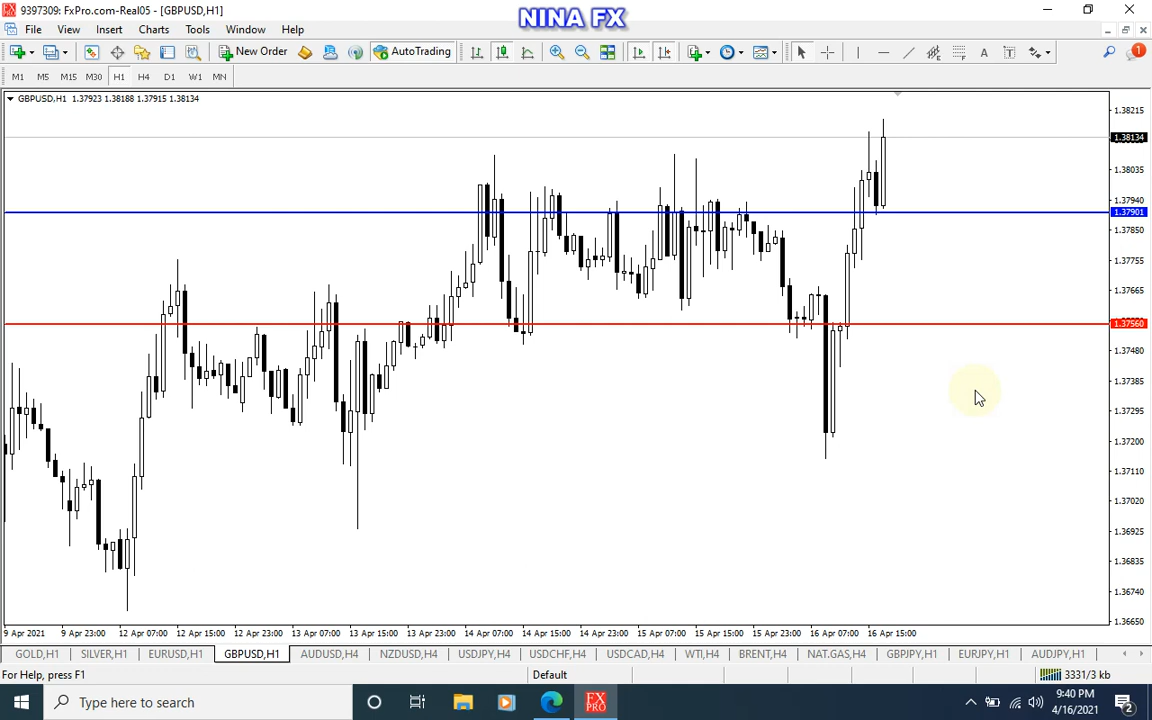 9397309: FxPro.com-Real05 - [GBPUSD,H1]
NINA FX
File View Insert Charts Tools Window Help
New Order AutoTrading
M1 M5 M15 M30 H1 H4 D1 W1 MN
GBPUSD,H1 1.37923 1.38188 1.37915 1.38134
1.38215
1.38134
1.38035
1.37940
1.37901
1.37850
1.37755
1.37665
1.37560
1.37480
1.37385
1.37295
1.37200
1.37110
1.37020
1.36925
1.36835
1.36740
1.36650
9 Apr 2021 9 Apr 23:00 12 Apr 07:00 12 Apr 15:00 12 Apr 23:00 13 Apr 07:00 13 Apr 15:00 13 Apr 23:00 14 Apr 07:00 14 Apr 15:00 14 Apr 23:00 15 Apr 07:00 15 Apr 15:00 15 Apr 23:00 16 Apr 07:00 16 Apr 15:00
GOLD,H1 SILVER,H1 EURUSD,H1 GBPUSD,H1 AUDUSD,H4 NZDUSD,H4 USDJPY,H4 USDCHF,H4 USDCAD,H4 WTI,H4 BRENT,H4 NAT.GAS,H4 GBPJPY,H1 EURJPY,H1 AUDJPY,H1
For Help, press F1 Default 3331/3 kb
Type here to search
FX PRO
9:40 PM
4/16/2021